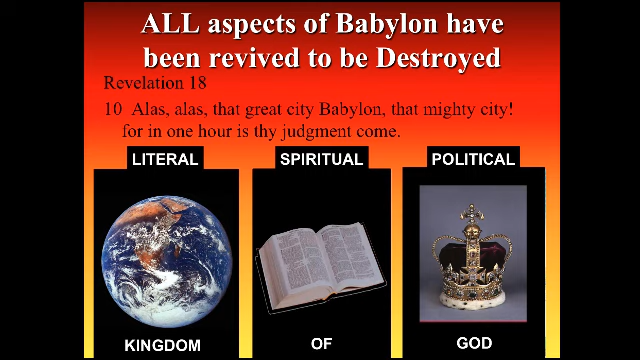 ALL aspects of Babylon have
been revived to be Destroyed
Revelation 18
10  Alas, alas, that great city Babylon, that mighty city!
for in one hour is thy judgment come.
LITERAL SPIRITUAL POLITICAL
KINGDOM OF GOD